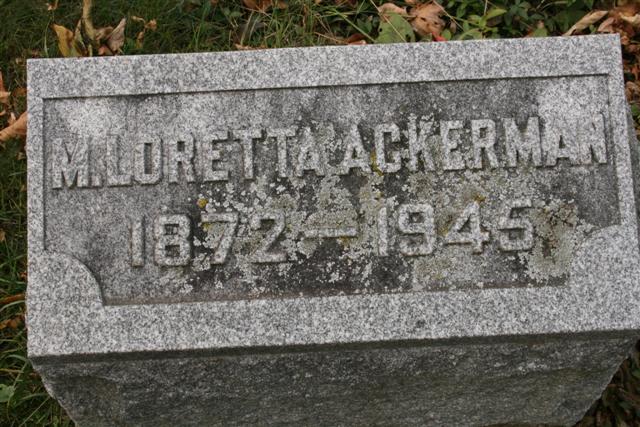 M. LORETTA ACKERMAN
1872 — 1945